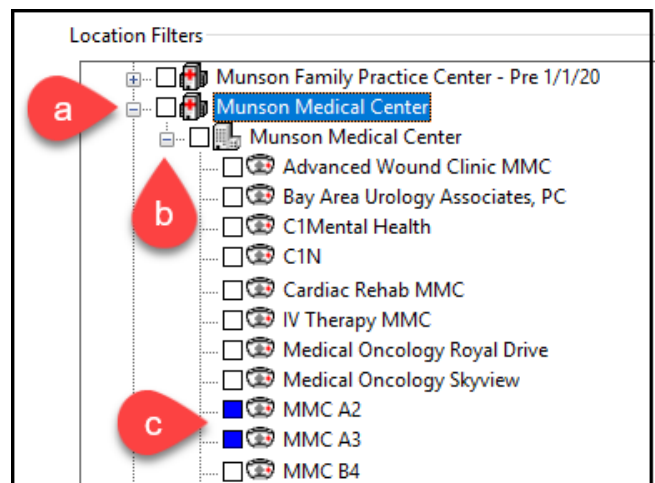 Location Filters
Munson Family Practice Center - Pre 1/1/20
a
Munson Medical Center
Munson Medical Center
Advanced Wound Clinic MMC
b
Bay Area Urology Associates, PC
C1Mental Health
C1N
Cardiac Rehab MMC
IV Therapy MMC
Medical Oncology Royal Drive
Medical Oncology Skyview
MMC A2
c
MMC A3
MMC B4